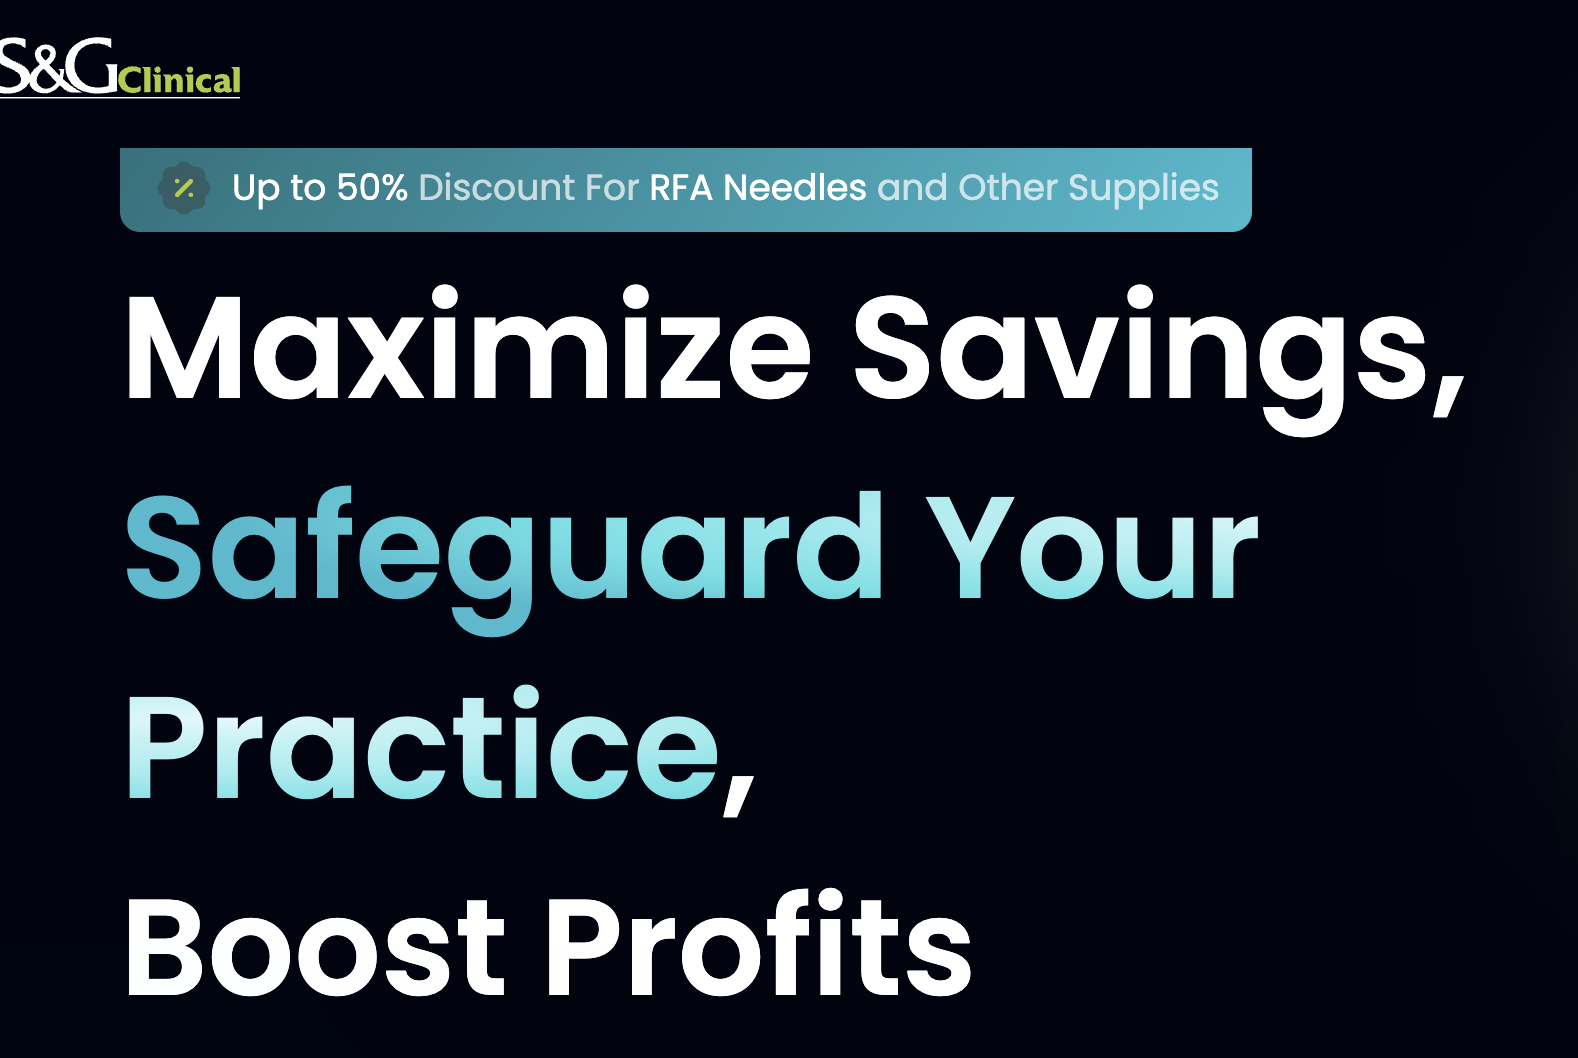 S&GClinical
Up to 50% Discount For RFA Needles and Other Supplies
Maximize Savings,
Safeguard Your
Practice,
Boost Profits